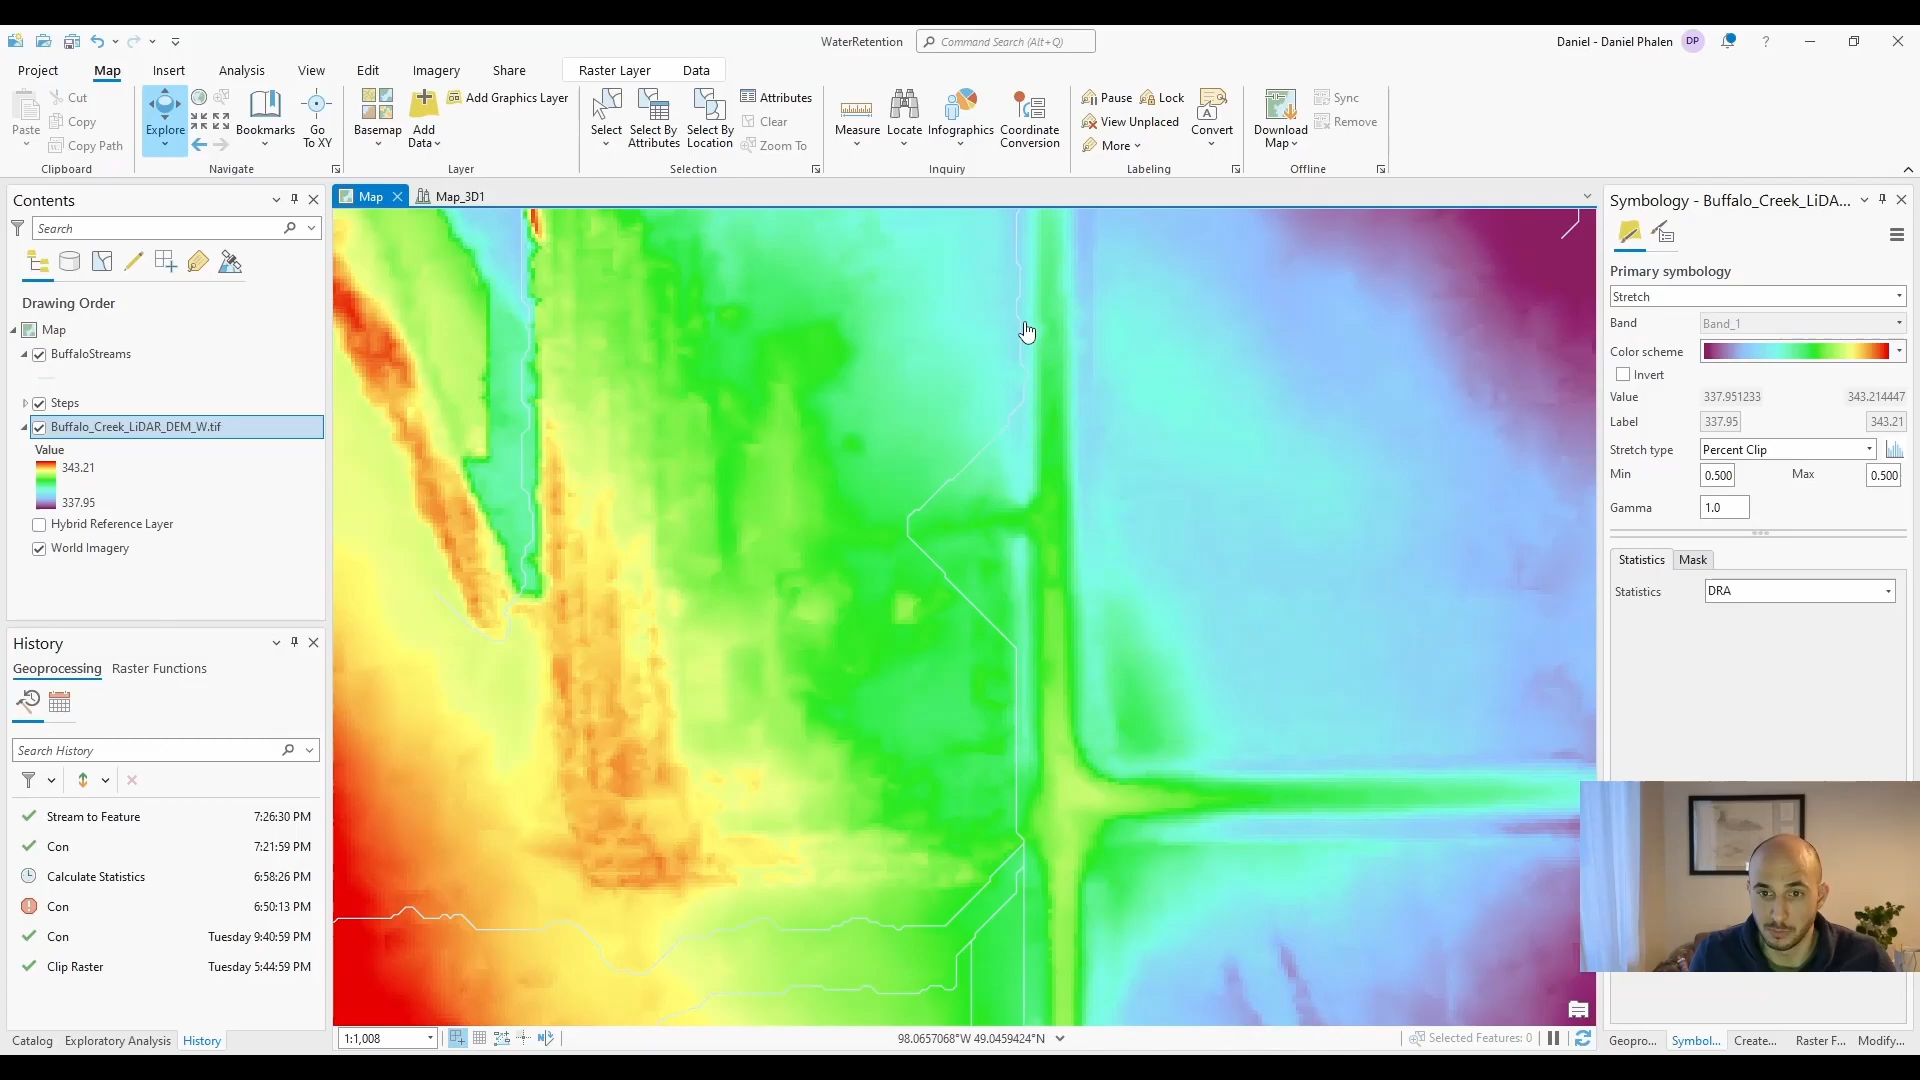 WaterRetention
Command Search (Alt+Q)
Daniel - Daniel Phalen
DP
?
Project
Map
Insert
Analysis
View
Edit
Imagery
Share
Raster Layer
Data
Paste
Cut
Copy
Copy Path
Clipboard
Explore
Bookmarks
Go
To XY
Navigate
Basemap
Add
Data
Add Graphics Layer
Layer
Select
Select By
Attributes
Select By
Location
Attributes
Clear
Zoom To
Selection
Measure
Locate
Infographics
Coordinate
Conversion
Inquiry
Pause
Lock
View Unplaced
More
Convert
Labeling
Download
Map
Sync
Remove
Offline
Contents
Search
Drawing Order
Map
BuffaloStreams
Steps
Buffalo_Creek_LiDAR_DEM_W.tif
Value
343.21
337.95
Hybrid Reference Layer
World Imagery
History
Geoprocessing
Raster Functions
Search History
Stream to Feature 7:26:30 PM
Con 7:21:59 PM
Calculate Statistics 6:58:26 PM
Con 6:50:13 PM
Con Tuesday 9:40:59 PM
Clip Raster Tuesday 5:44:59 PM
Catalog
Exploratory Analysis
History
Map
Map_3D1
1:1,008
98.0657068°W 49.0459424°N
Selected Features: 0
Symbology - Buffalo_Creek_LiDA...
Primary symbology
Stretch
Band Band_1
Color scheme
Invert
Value 337.951233 343.214447
Label 337.95 343.21
Stretch type Percent Clip
Min 0.500 Max 0.500
Gamma 1.0
Statistics
Mask
Statistics DRA
Geopro...
Symbol...
Create...
Raster F...
Modify...